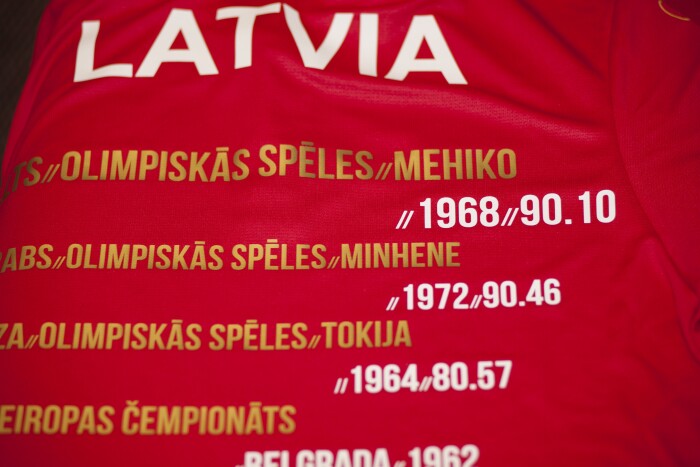 LATVIA
TS//OLIMPISKĀS SPĒLES//MEHIKO
//1968//90.10
RABS//OLIMPISKĀS SPĒLES//MINHENE
//1972//90.46
ZA//OLIMPISKĀS SPĒLES//TOKIJA
//1964//80.57
EIROPAS ČEMPIONĀTS
//BELGRADA//1962